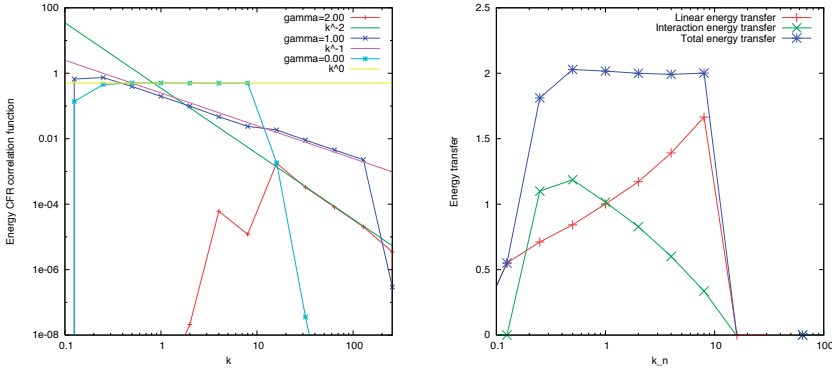 100
1
0.01
1e-04
1e-06
1e-08
0.1
1
10
100
k
Energy CFR correlation function
gamma=2.00
k^-2
gamma=1.00
k^-1
gamma=0.00
k^0
2.5
2
1.5
1
0.5
0
0.1
1
10
100
k_n
Energy transfer
Linear energy transfer
Interaction energy transfer
Total energy transfer